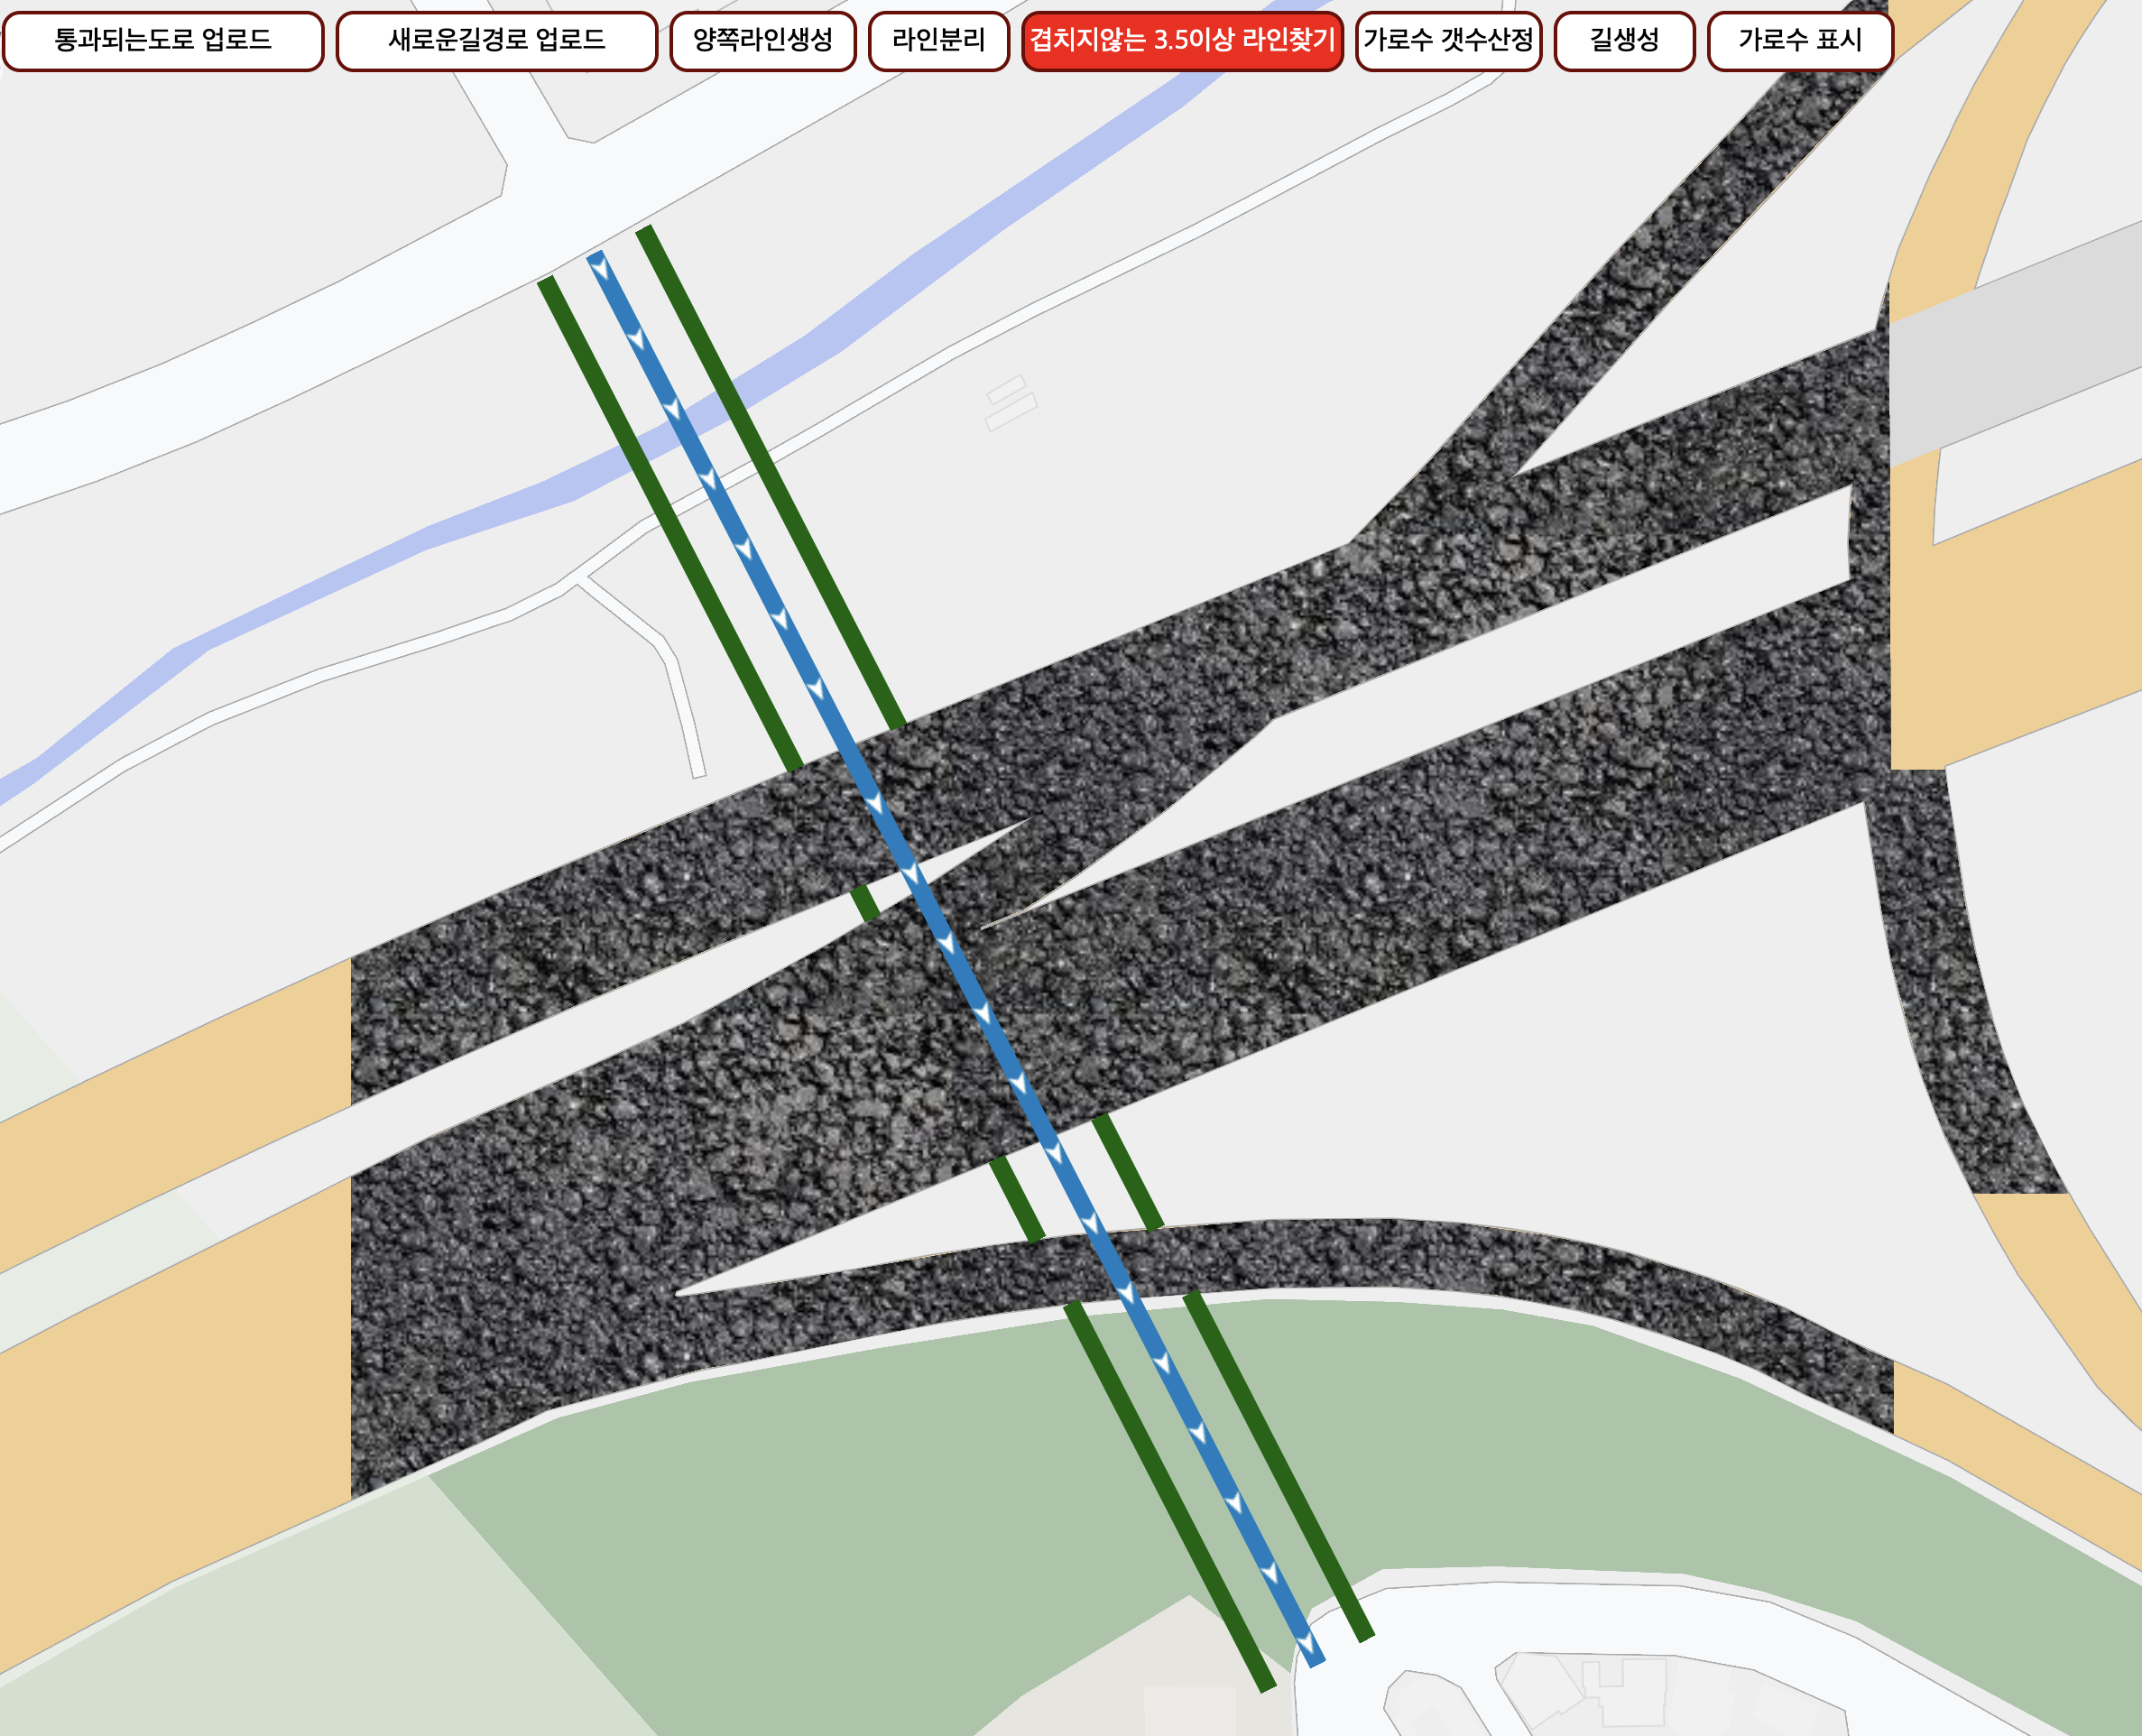 통과되는도로 업로드
새로운길경로 업로드
양쪽라인생성
라인분리
겹치지않는 3.5이상 라인찾기
가로수 갯수산정
길생성
가로수 표시